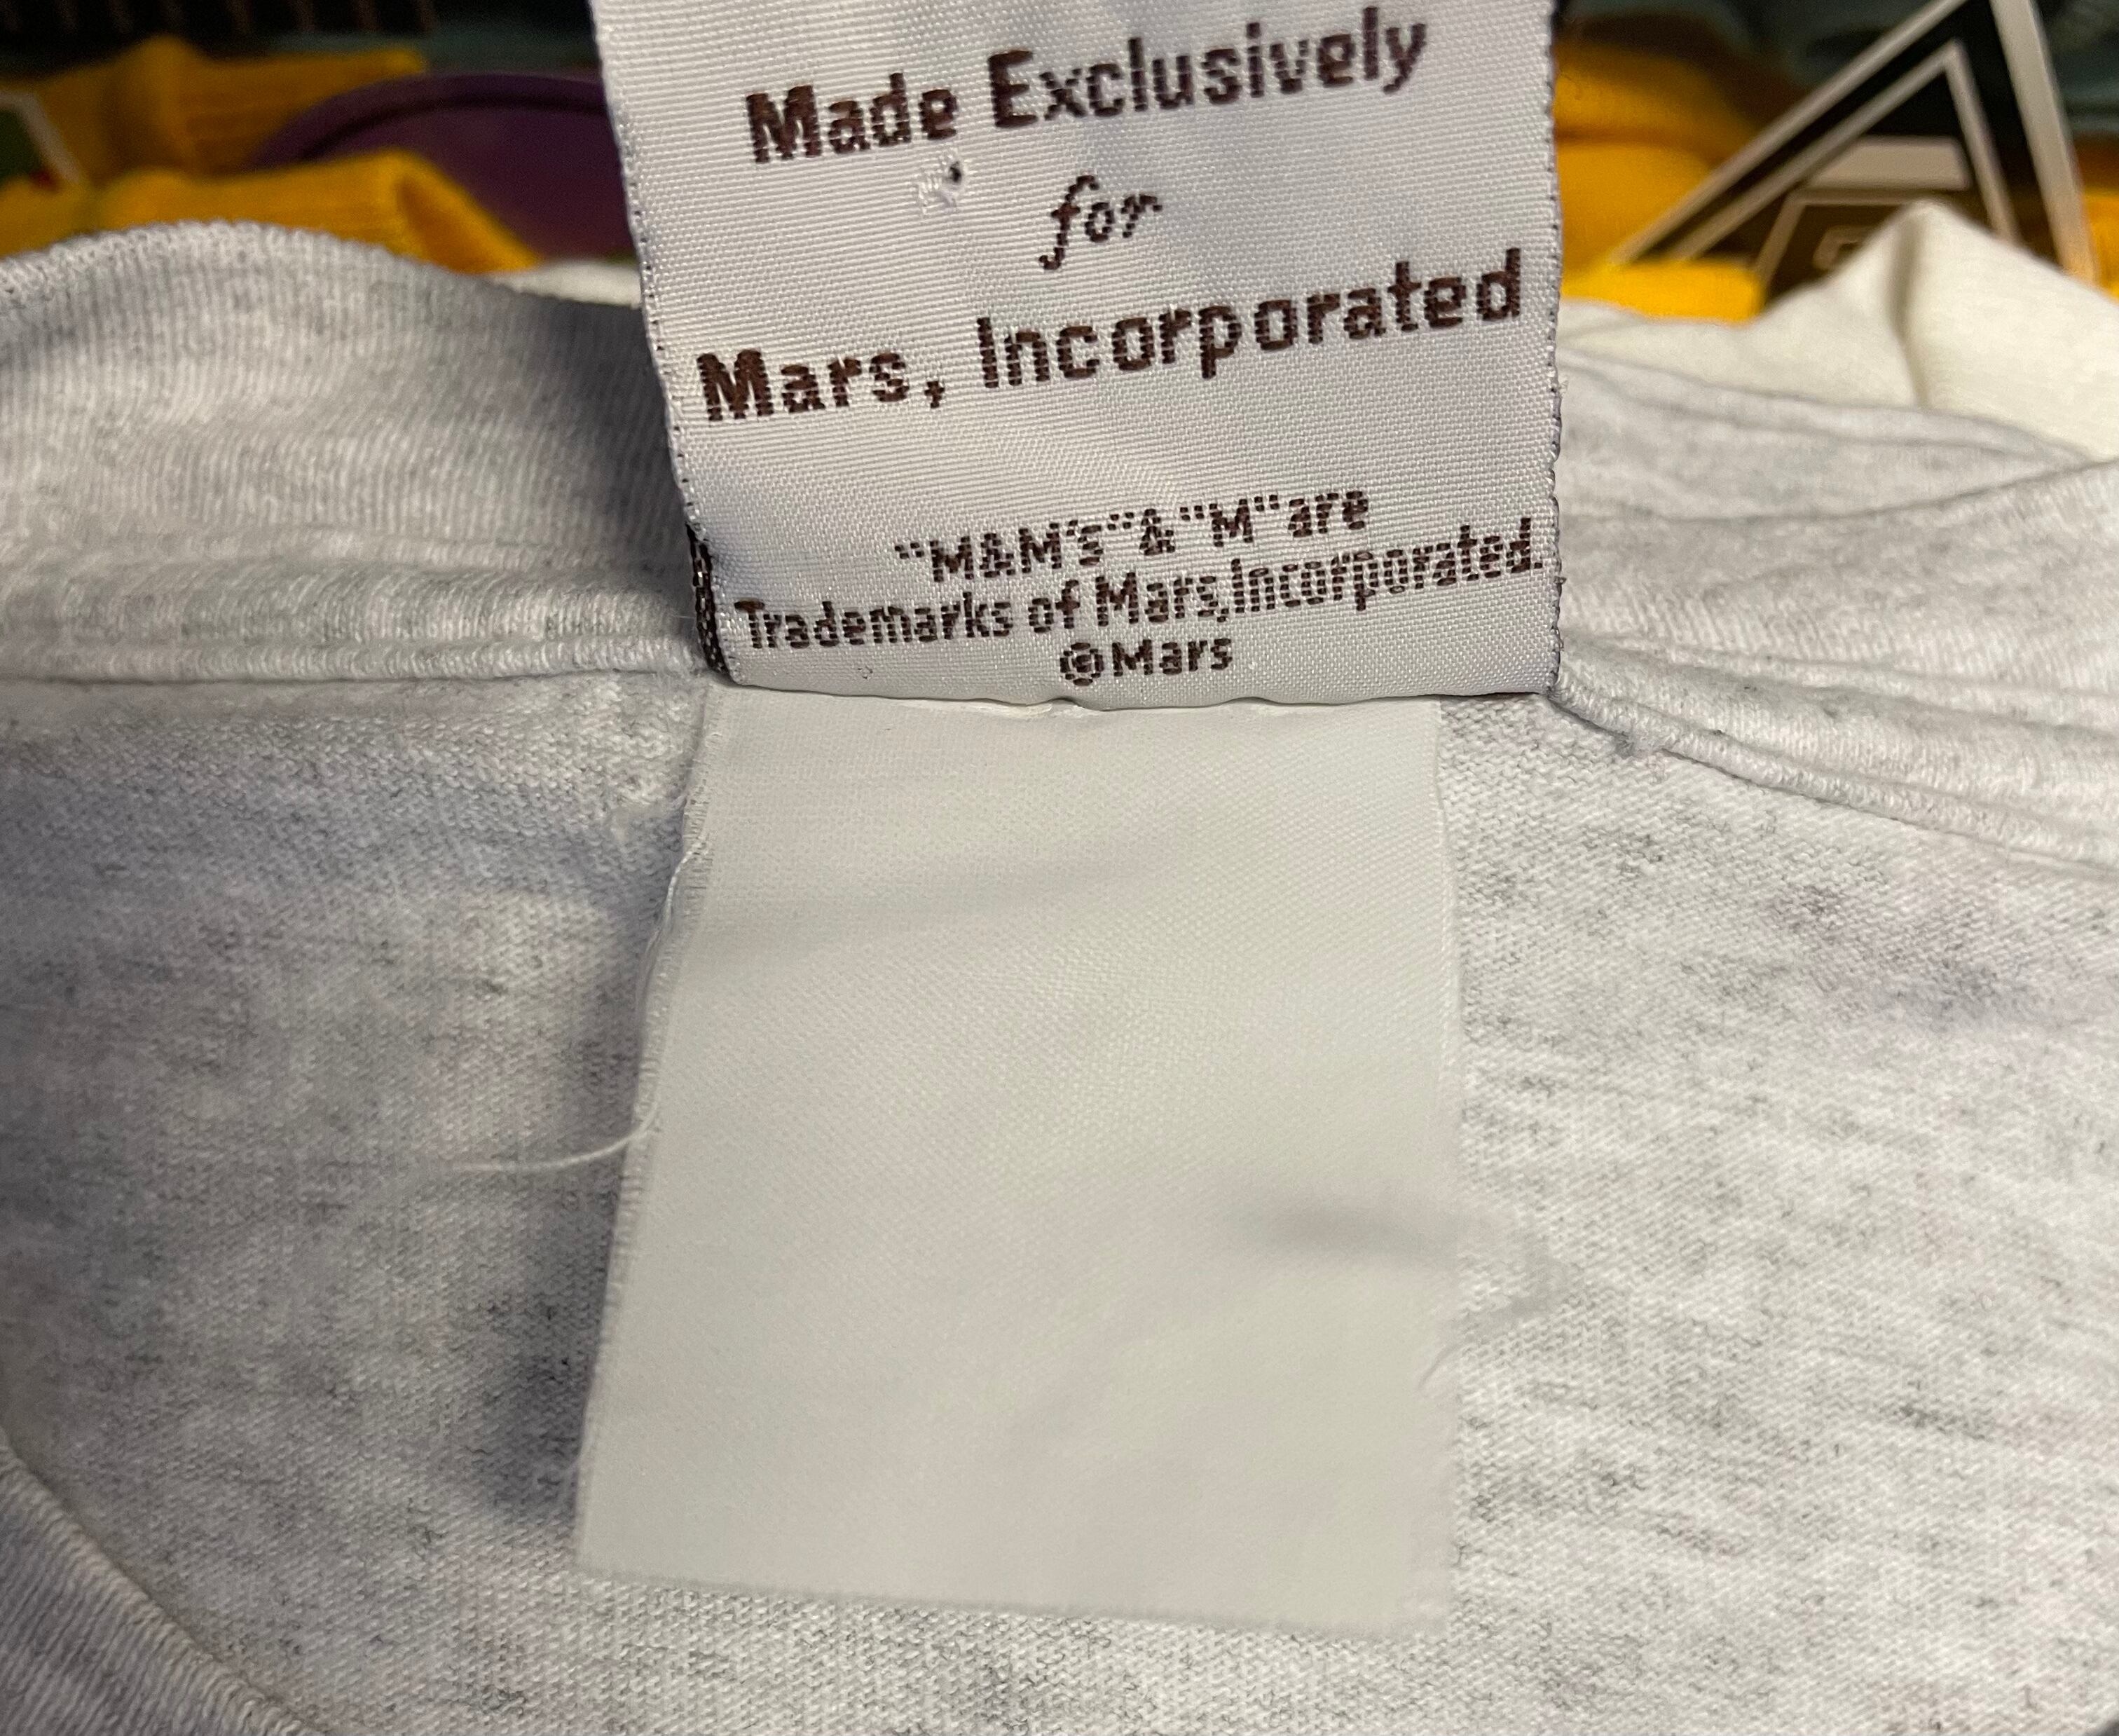 Made Exclusively
for
Mars, Incorporated
"M&M's"&"M"are
Trademarks of Mars,Incorporated.
©Mars